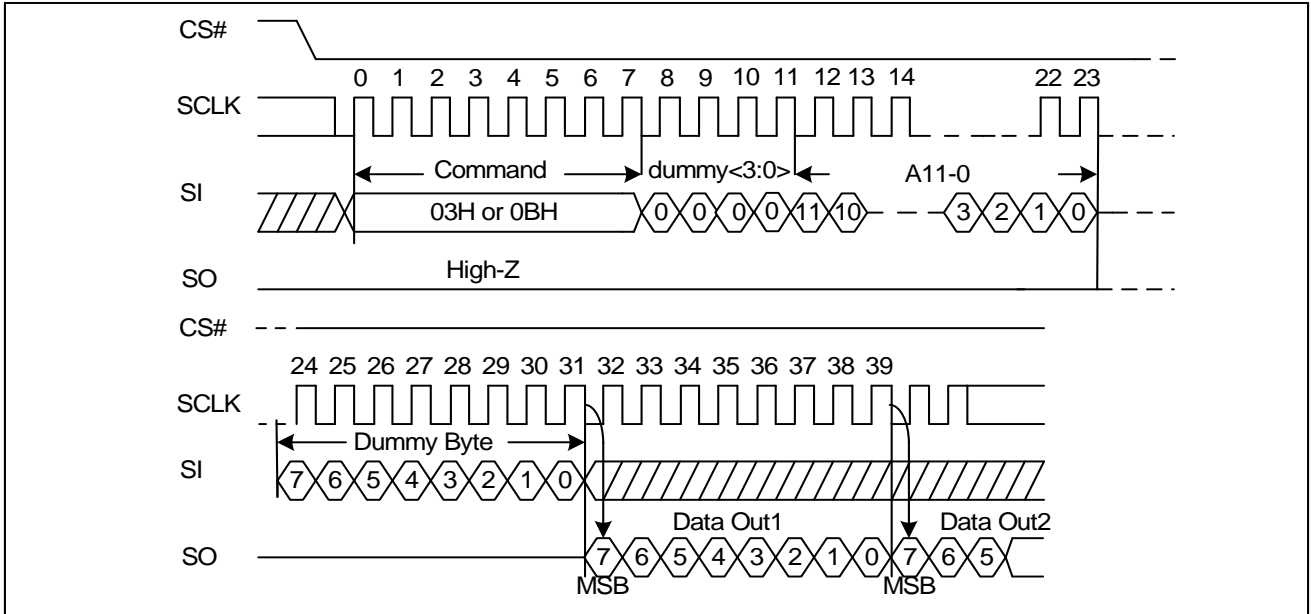 CS#
0 1 2 3 4 5 6 7 8 9 10 11 12 13 14 22 23
SCLK
Command dummy<3:0> A11-0
SI
03H or 0BH 0 0 0 0 11 10 3 2 1 0
High-Z
SO
CS#
24 25 26 27 28 29 30 31 32 33 34 35 36 37 38 39
SCLK
Dummy Byte
SI
7 6 5 4 3 2 1 0
Data Out1 Data Out2
SO
7 6 5 4 3 2 1 0 7 6 5
MSB MSB